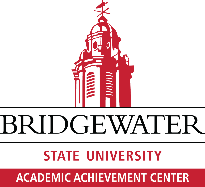 BRIDGEWATER
STATE UNIVERSITY
ACADEMIC ACHIEVEMENT CENTER